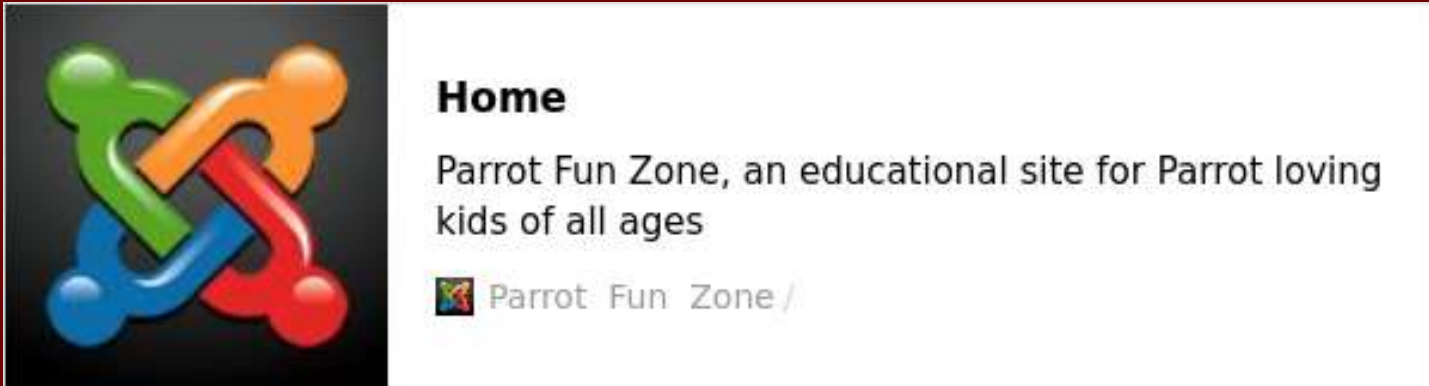 Home
Parrot Fun Zone, an educational site for Parrot loving
kids of all ages
Parrot Fun Zone /